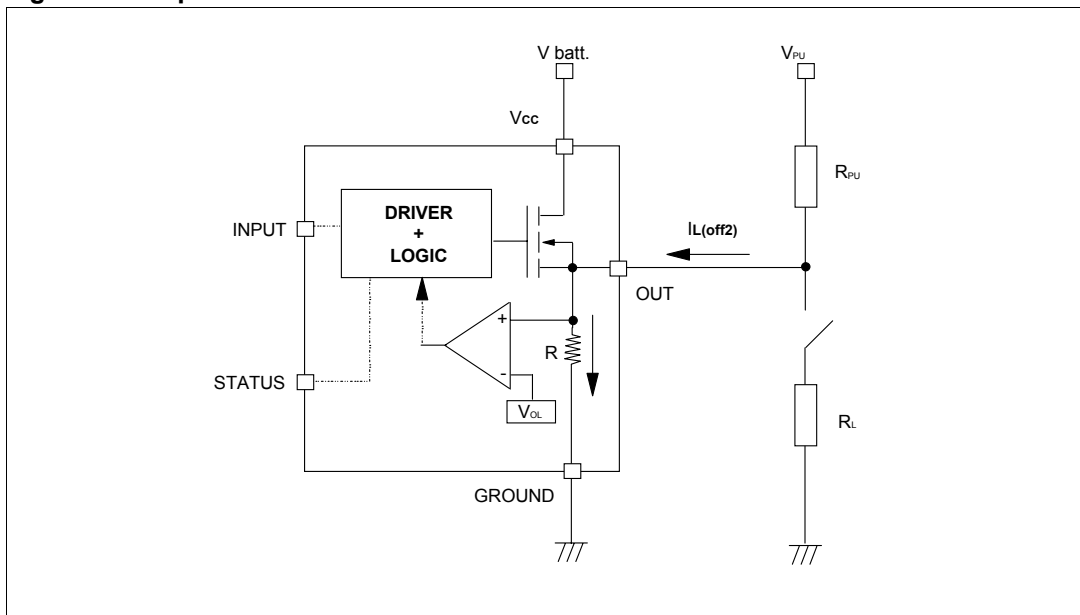 V batt.
VPU
Vcc
RPU
DRIVER
+
LOGIC
INPUT
IL(off2)
OUT
+
R
-
VOL
STATUS
RL
GROUND